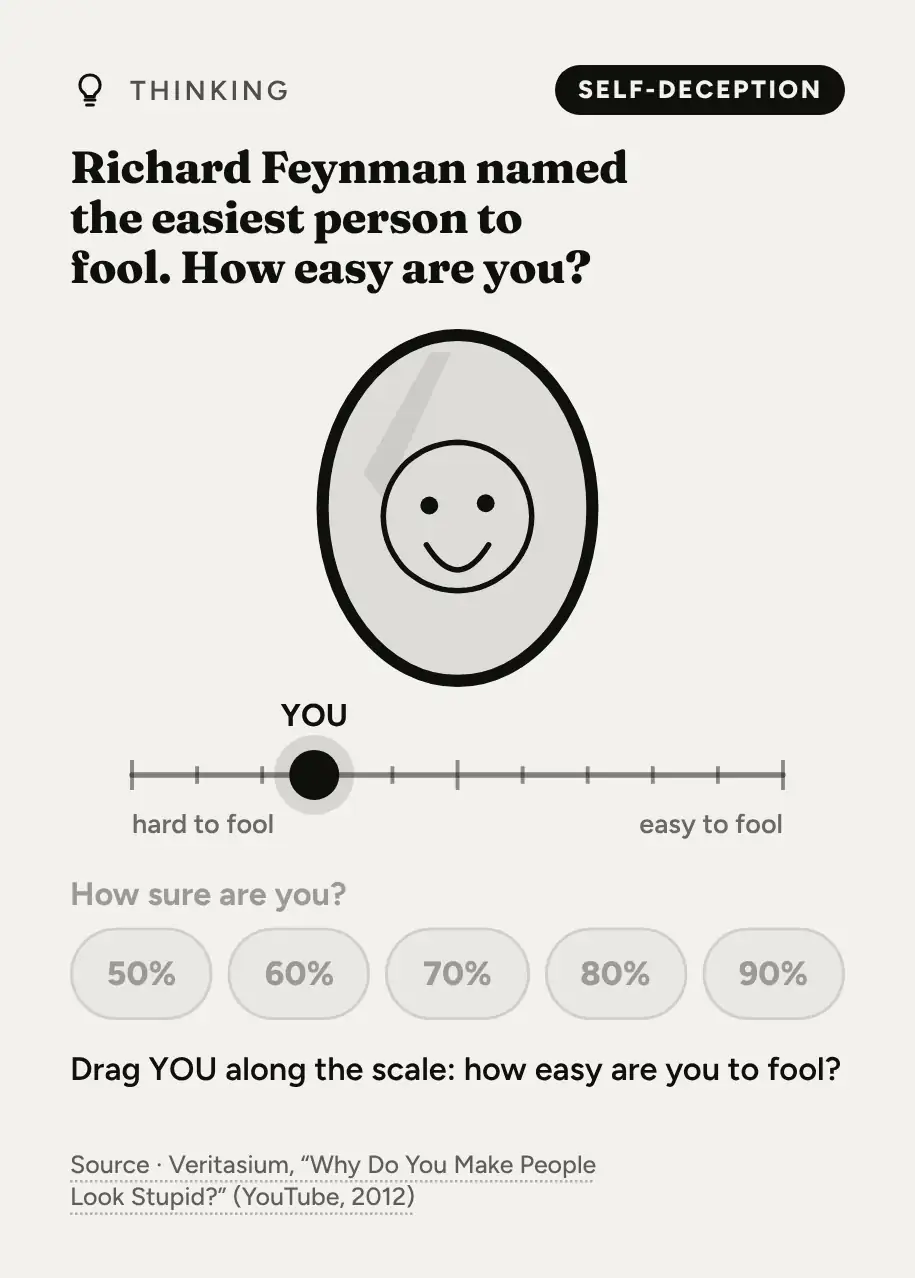 THINKING
SELF-DECEPTION
Richard Feynman named
the easiest person to
fool. How easy are you?
YOU
hard to fool
easy to fool
How sure are you?
50%
60%
70%
80%
90%
Drag YOU along the scale: how easy are you to fool?
Source · Veritasium, “Why Do You Make People
Look Stupid?” (YouTube, 2012)